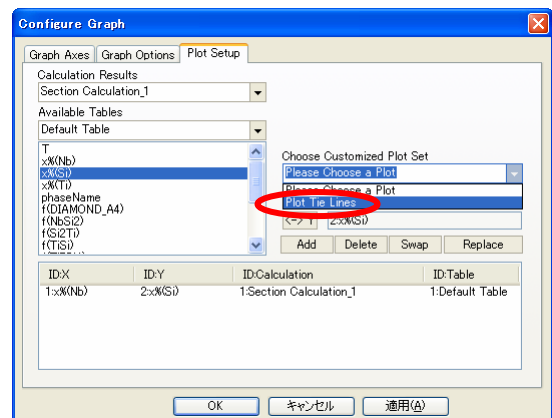 Configure Graph
Graph Axes Graph Options Plot Setup
Calculation Results
Section Calculation_1
Available Tables
Default Table
T
x%(Nb)
x%(Si)
x%(Ti)
phaseName
f(DIAMOND_A4)
f(NbSi2)
f(Si2Ti)
f(TiSi)
Choose Customized Plot Set
Please Choose a Plot
Please Choose a Plot
Plot Tie Lines
<-> Y 2:x%(Si)
Add Delete Swap Replace
ID:X ID:Y ID:Calculation ID:Table
1:x%(Nb) 2:x%(Si) 1:Section Calculation_1 1:Default Table
OK キャンセル 適用(A)